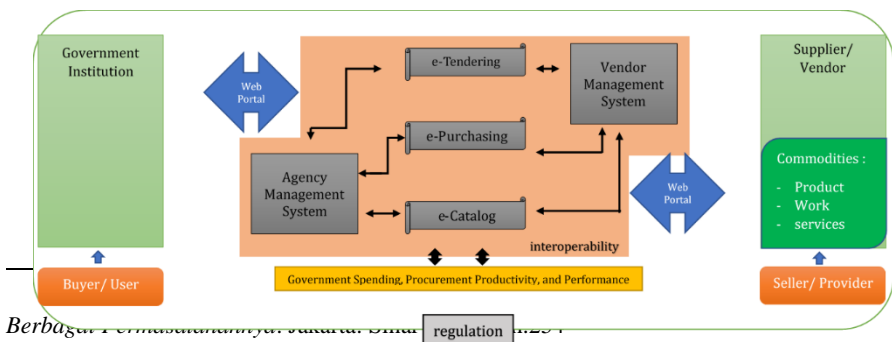 Government
Institution
Web
Portal
e-Tendering
e-Purchasing
e-Catalog
Agency
Management
System
Vendor
Management
System
interoperability
Web
Portal
Supplier/
Vendor
Commodities :
- Product
- Work
- services
Buyer/ User
Government Spending, Procurement Productivity, and Performance
Seller/ Provider
regulation
Jakarta.